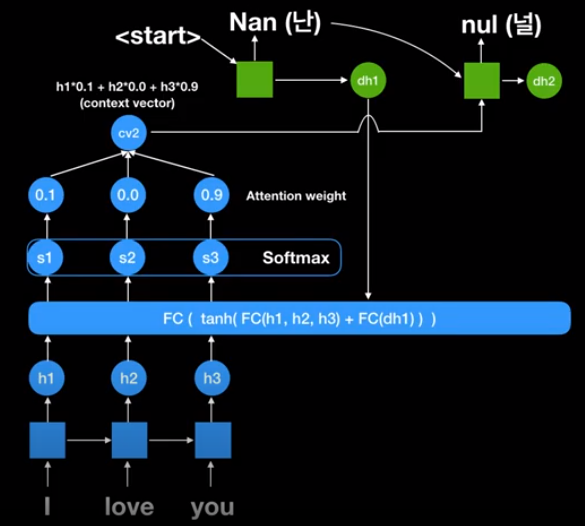 <start>
Nan (난)
nul (널)
h1*0.1 + h2*0.0 + h3*0.9
(context vector)
dh1
dh2
cv2
0.1
0.0
0.9
Attention weight
s1
s2
s3
Softmax
FC ( tanh( FC(h1, h2, h3) + FC(dh1) ) )
h1
h2
h3
I
love
you